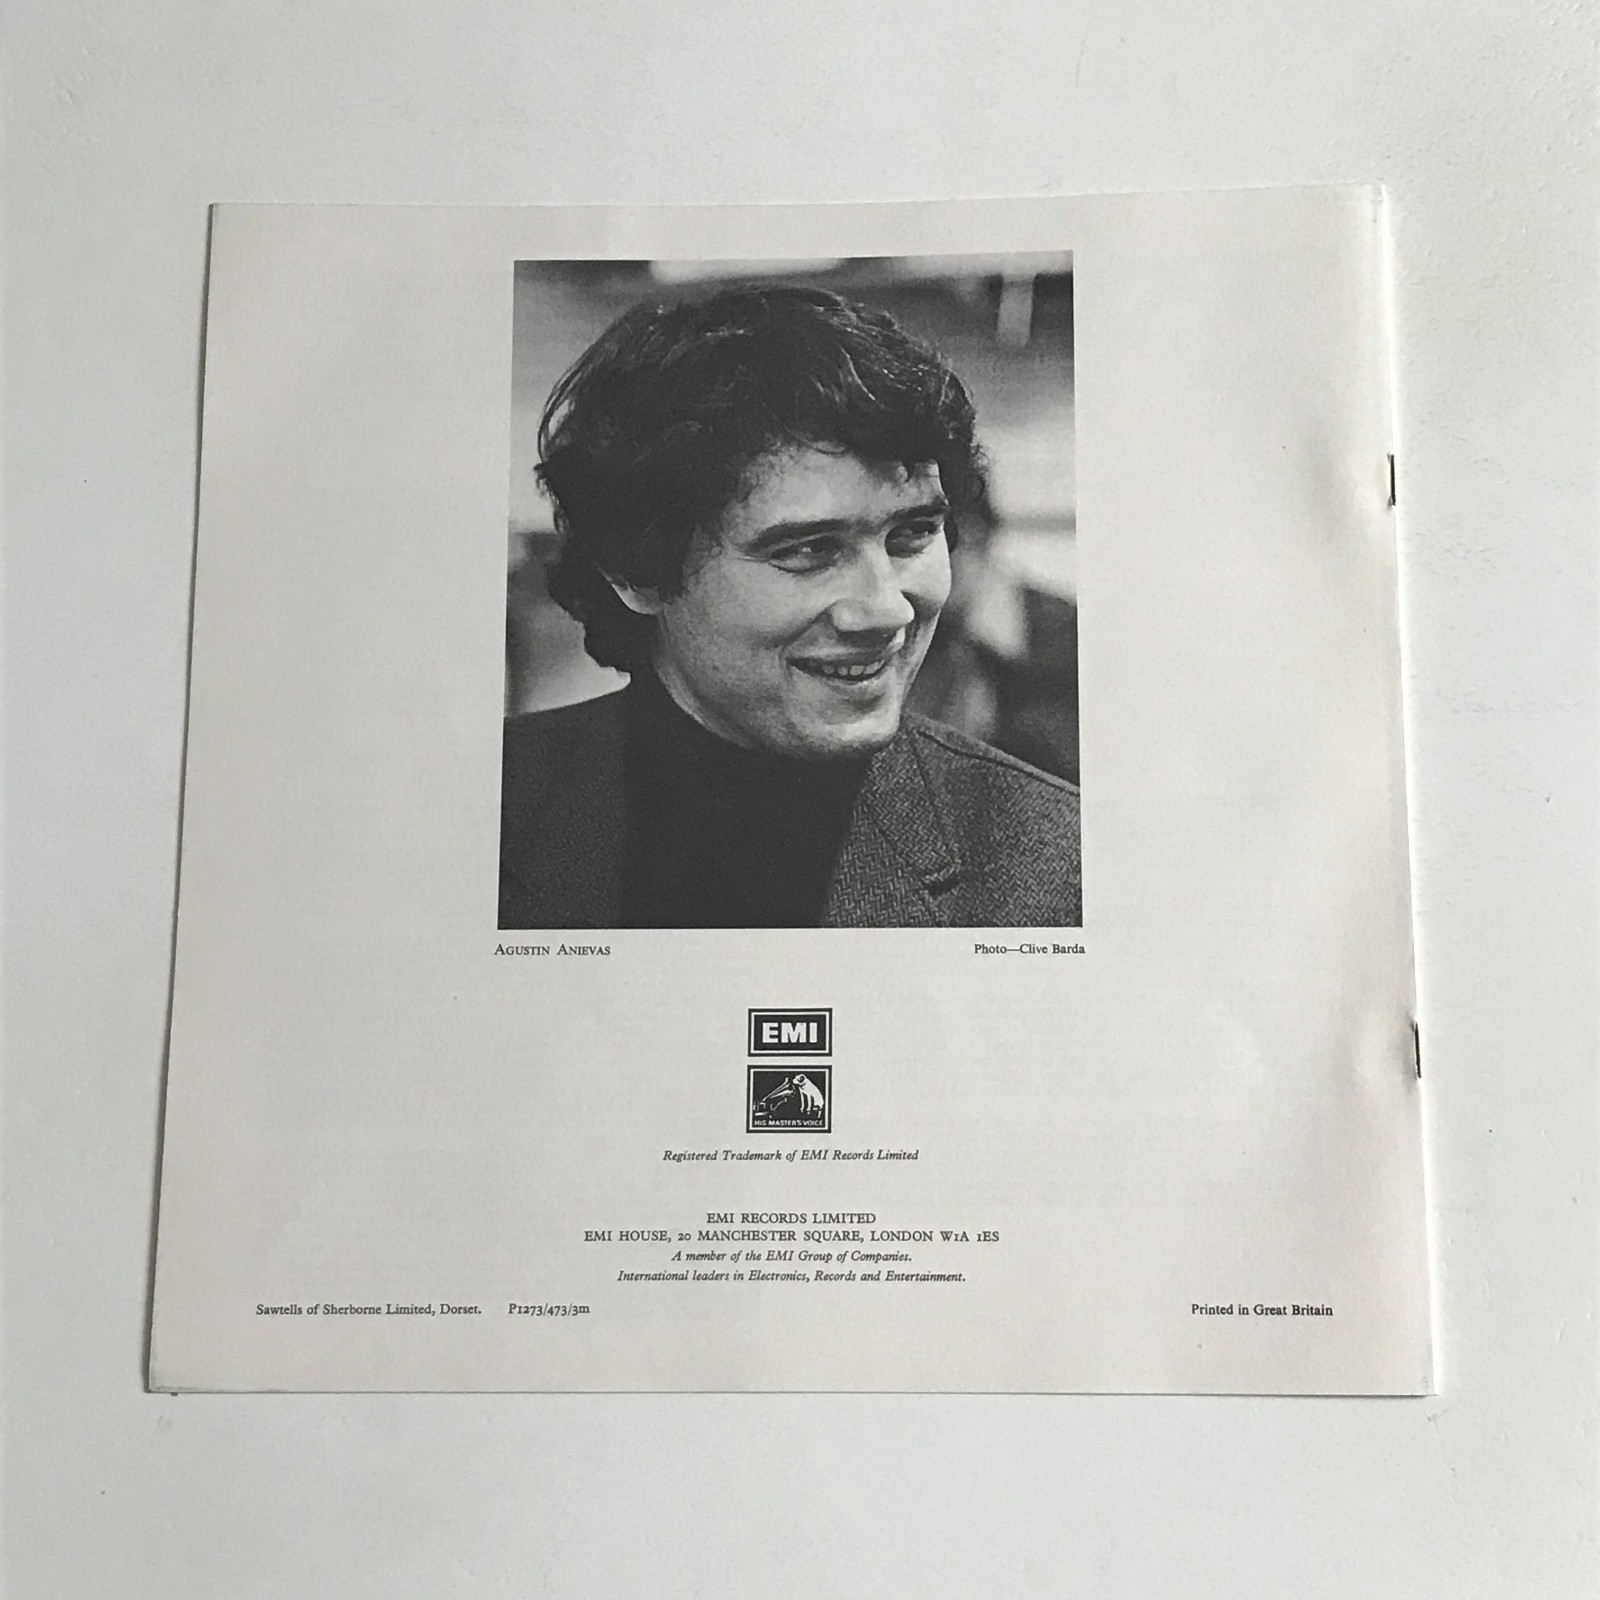 AGUSTIN ANIEVAS
Photo—Clive Barda
EMI
HIS MASTER'S VOICE
Registered Trademark of EMI Records Limited
EMI RECORDS LIMITED
EMI HOUSE, 20 MANCHESTER SQUARE, LONDON W1A 1ES
A member of the EMI Group of Companies.
International leaders in Electronics, Records and Entertainment.
Sawtells of Sherborne Limited, Dorset. P1273/473/3m
Printed in Great Britain